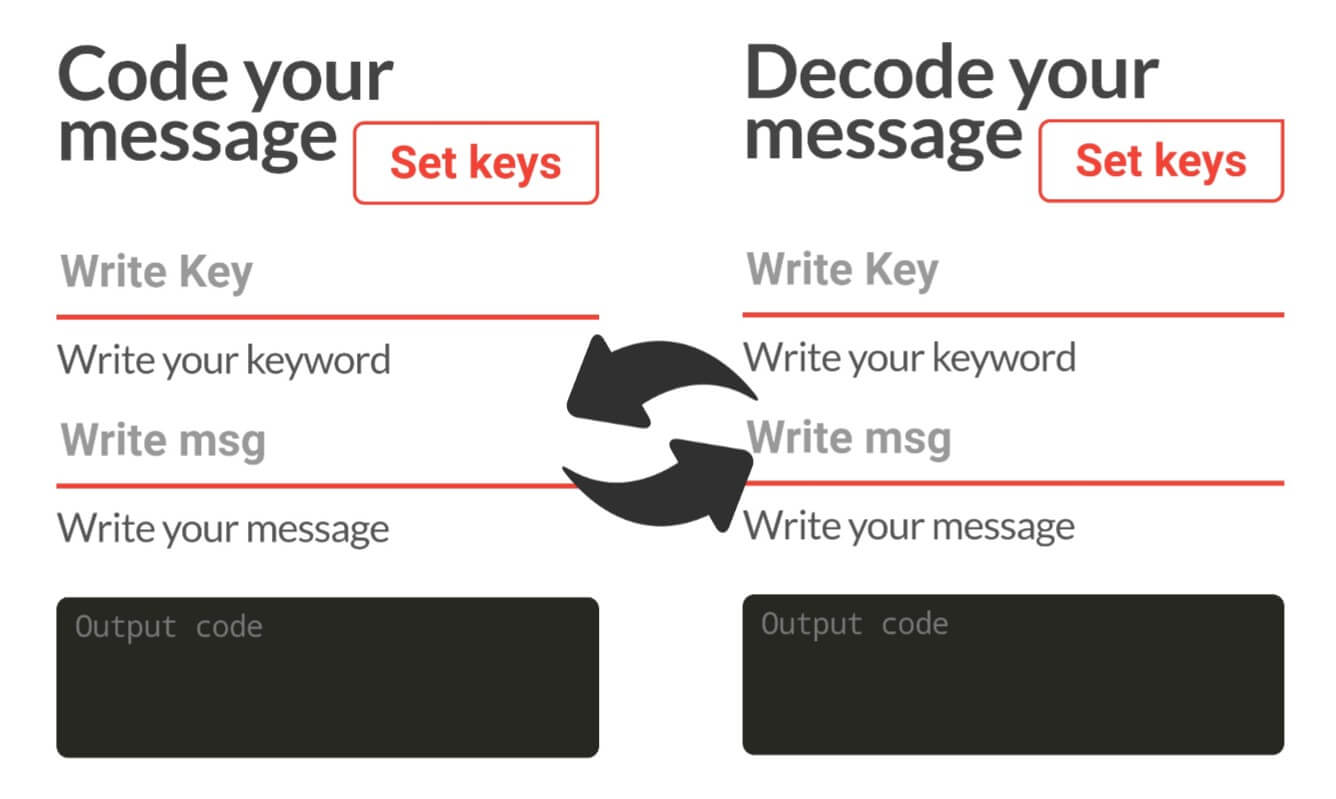 Code your
message
Set keys
Write Key
Write your keyword
Write msg
Write your message
Output code
Decode your
message
Set keys
Write Key
Write your keyword
Write msg
Write your message
Output code